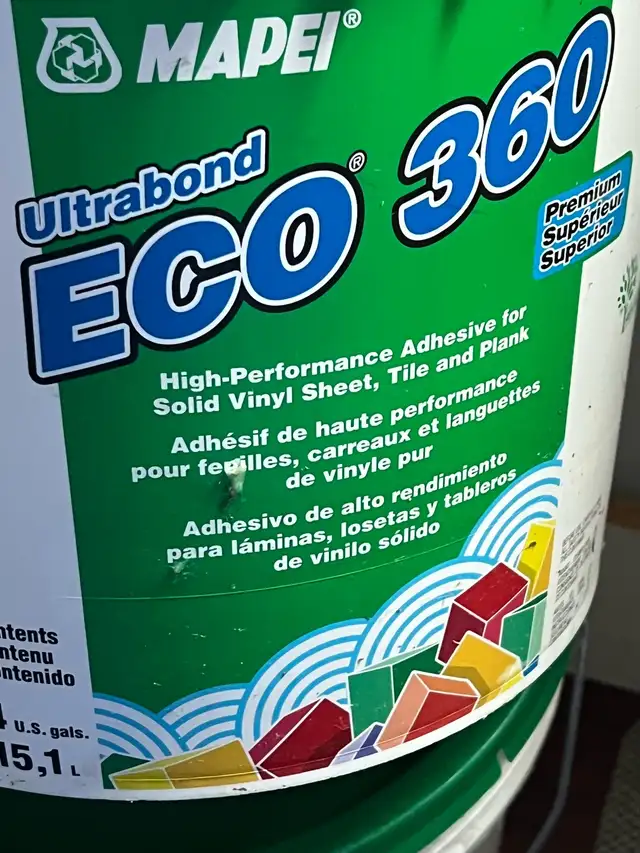 MAPEI®
Ultrabond
ECO® 360
Premium
Supérieur
Superior
High-Performance Adhesive for
Solid Vinyl Sheet, Tile and Plank
Adhésif de haute performance
pour feuilles, carreaux et languettes
de vinyle pur
Adhesivo de alto rendimiento
para láminas, losetas y tableros
de vinilo sólido
ntents
ntenu
ntenido
4 U.S. gals.
15,1 L